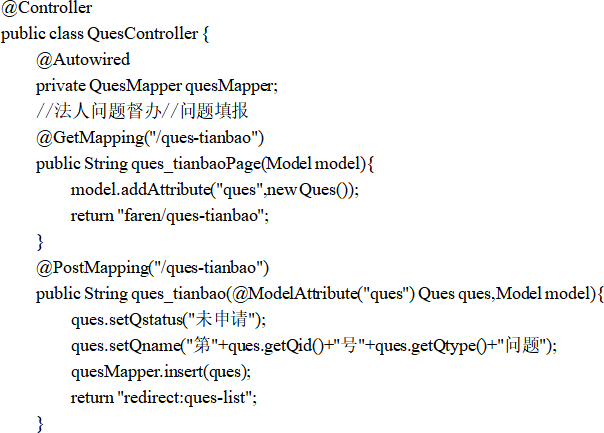 @Controller
public class QuesController {
@Autowired
private QuesMapper quesMapper;
//法人问题督办//问题填报
@GetMapping("/ques-tianbao")
public String ques_tianbaoPage(Model model){
model.addAttribute("ques",new Ques());
return "faren/ques-tianbao";
}
@PostMapping("/ques-tianbao")
public String ques_tianbao(@ModelAttribute("ques") Ques ques,Model model){
ques.setQstatus("未申请");
ques.setQname("第"+ques.getQid()+"号"+ques.getQtype()+"问题");
quesMapper.insert(ques);
return "redirect:ques-list";
}